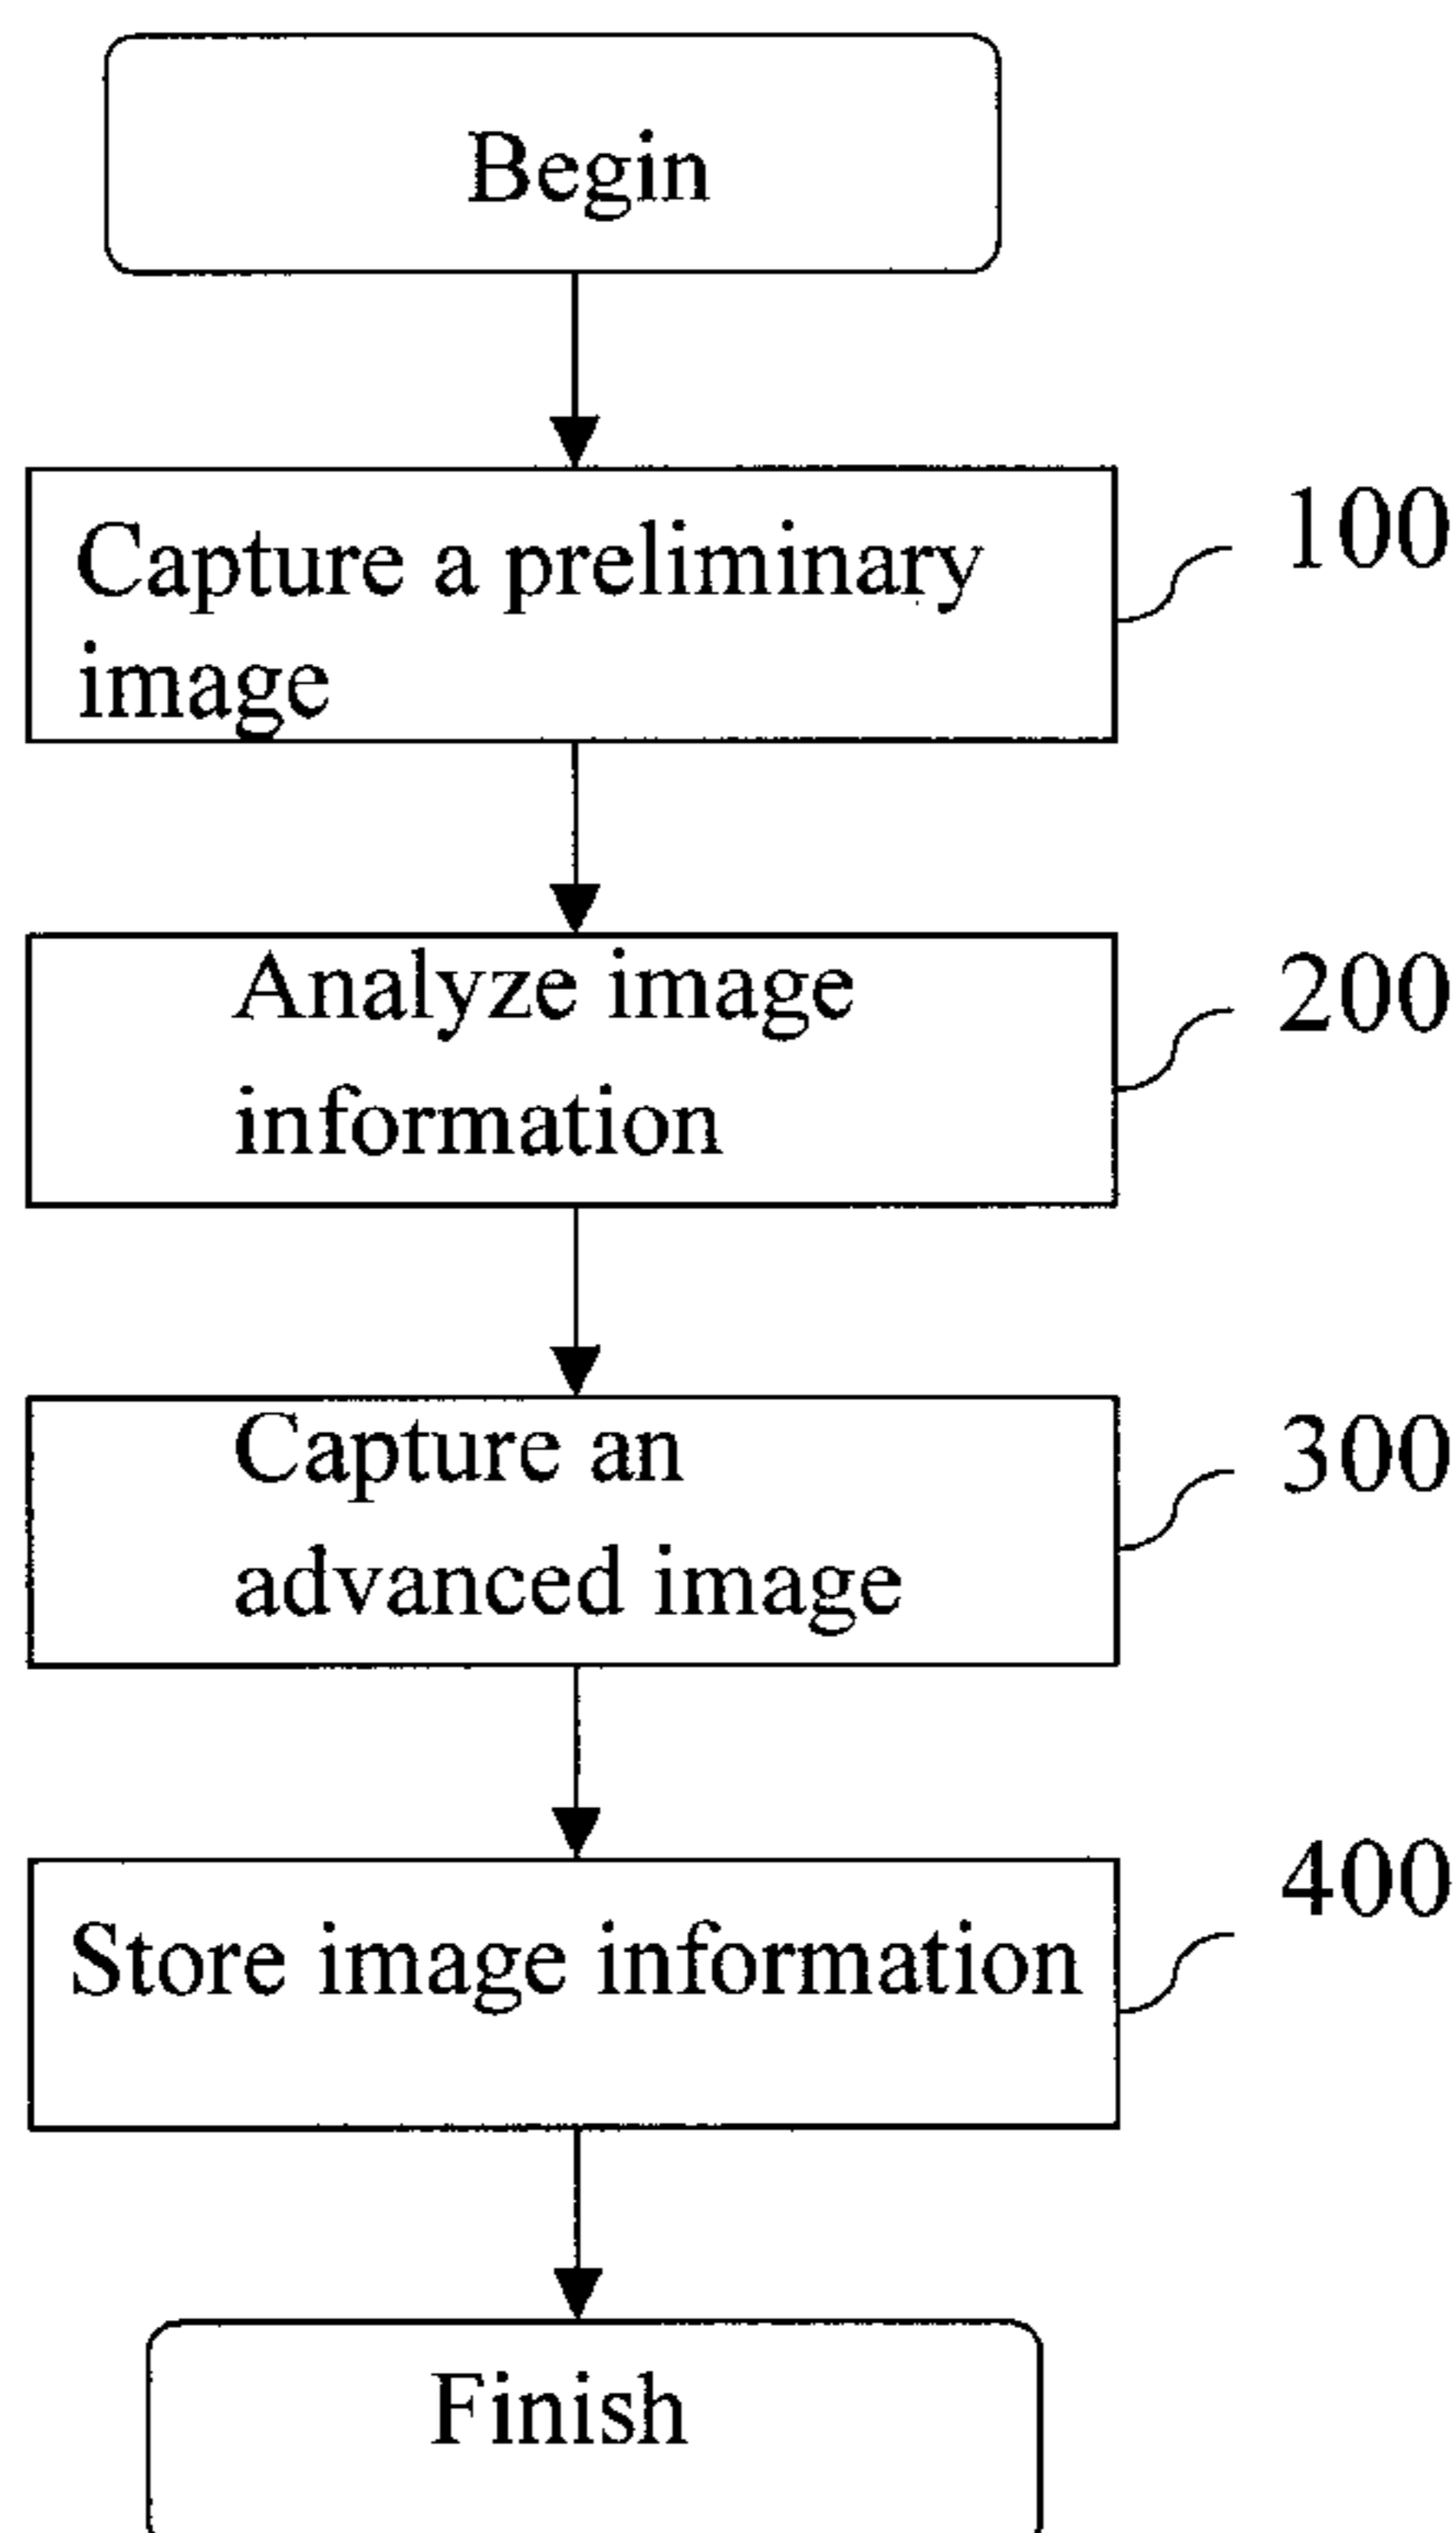 Begin
Capture a preliminary
image
100
Analyze image
information
200
Capture an
advanced image
300
Store image information
400
Finish